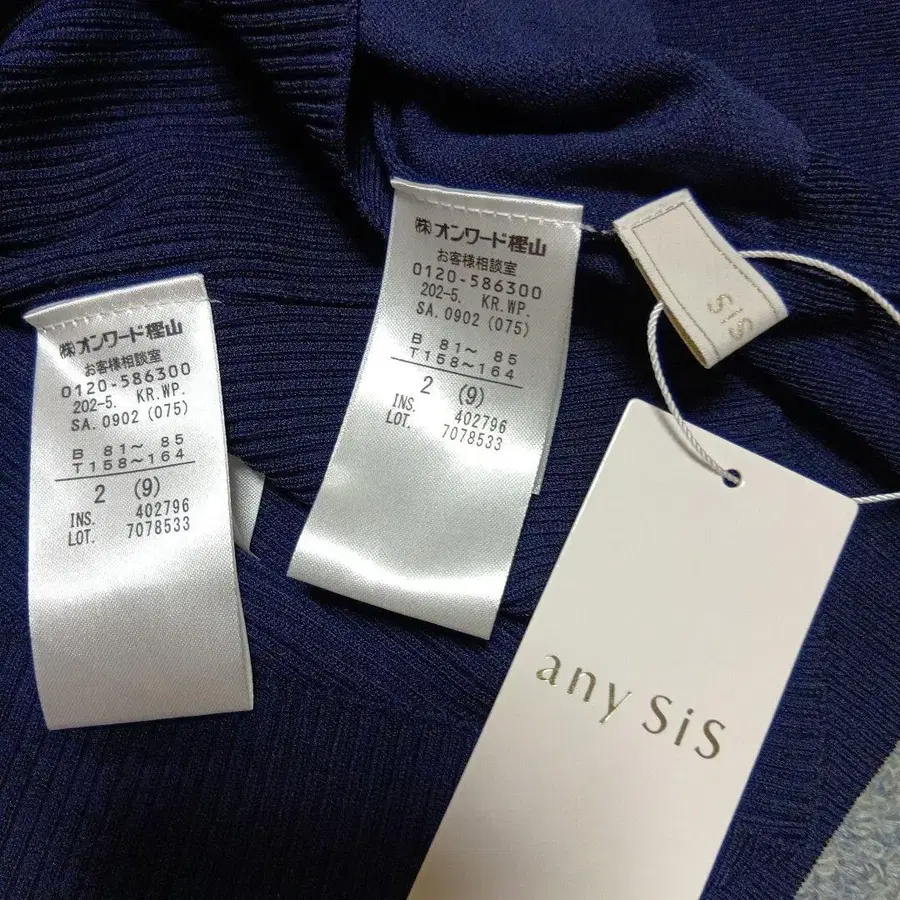 ㈱オンワード樫山
お客様相談室
0120-586300
202-5. KR.WP.
SA.0902(075)
B 81～ 85
T158～164
2 (9)
INS. 402796
LOT. 7078533
㈱オンワード樫山
お客様相談室
0120-586300
202-5. KR.WP.
SA.0902(075)
B 81～ 85
T158～164
2 (9)
INS. 402796
LOT. 7078533
SiS
any SiS